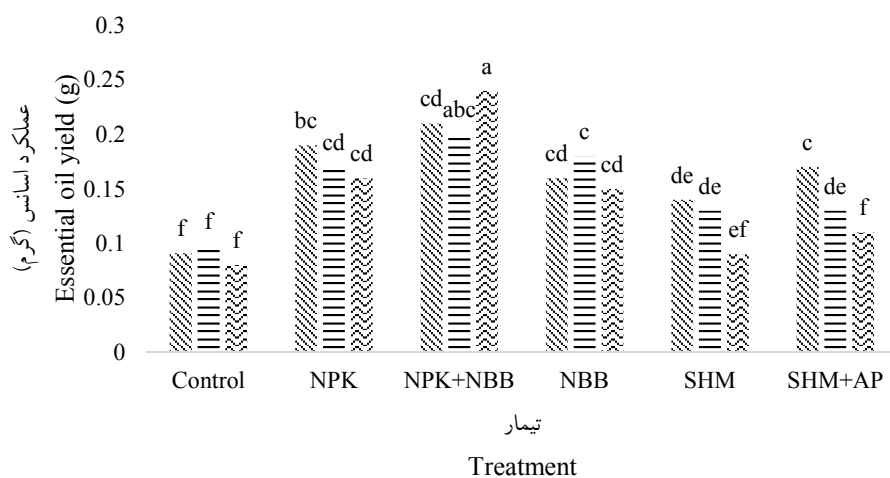 عملکرد اسانس (گرم)
Essential oil yield (g)
0.3
0.25
0.2
0.15
0.1
0.05
0
f f f
bc cd cd
cd abc a
cd c cd
de de ef
c de f
Control NPK NPK+NBB NBB SHM SHM+AP
تیمار
Treatment